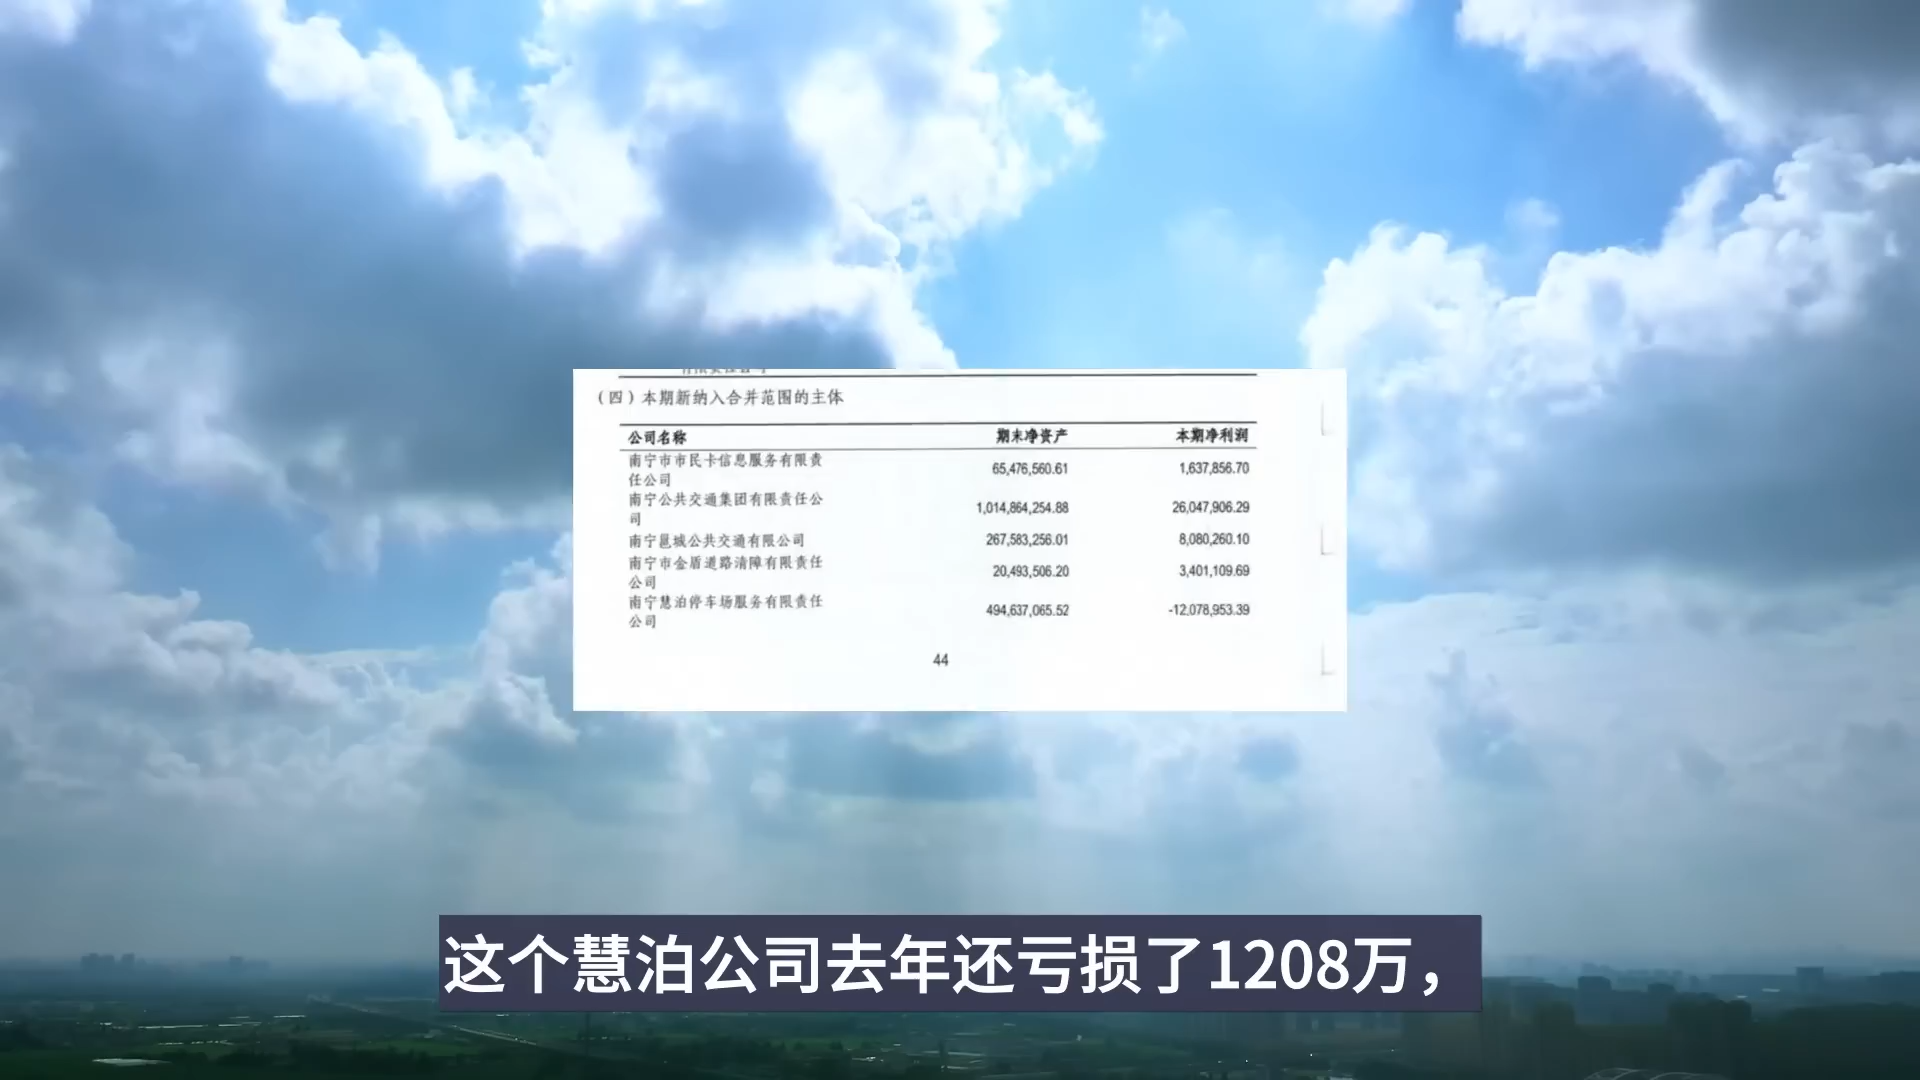 (四)本期新纳入合并范围的主体
公司名称 期末净资产 本期净利润
南宁市市民卡信息服务有限责
任公司 65,476,560.61 1,637,856.70
南宁公共交通集团有限责任公
司 1,014,864,254.88 26,047,906.29
南宁邕城公共交通有限公司 267,583,256.01 8,080,260.10
南宁市金盾道路清障有限责任
公司 20,493,506.20 3,401,109.69
南宁慧泊停车场服务有限责任
公司 494,637,065.52 -12,078,953.39
44
这个慧泊公司去年还亏损了1208万，